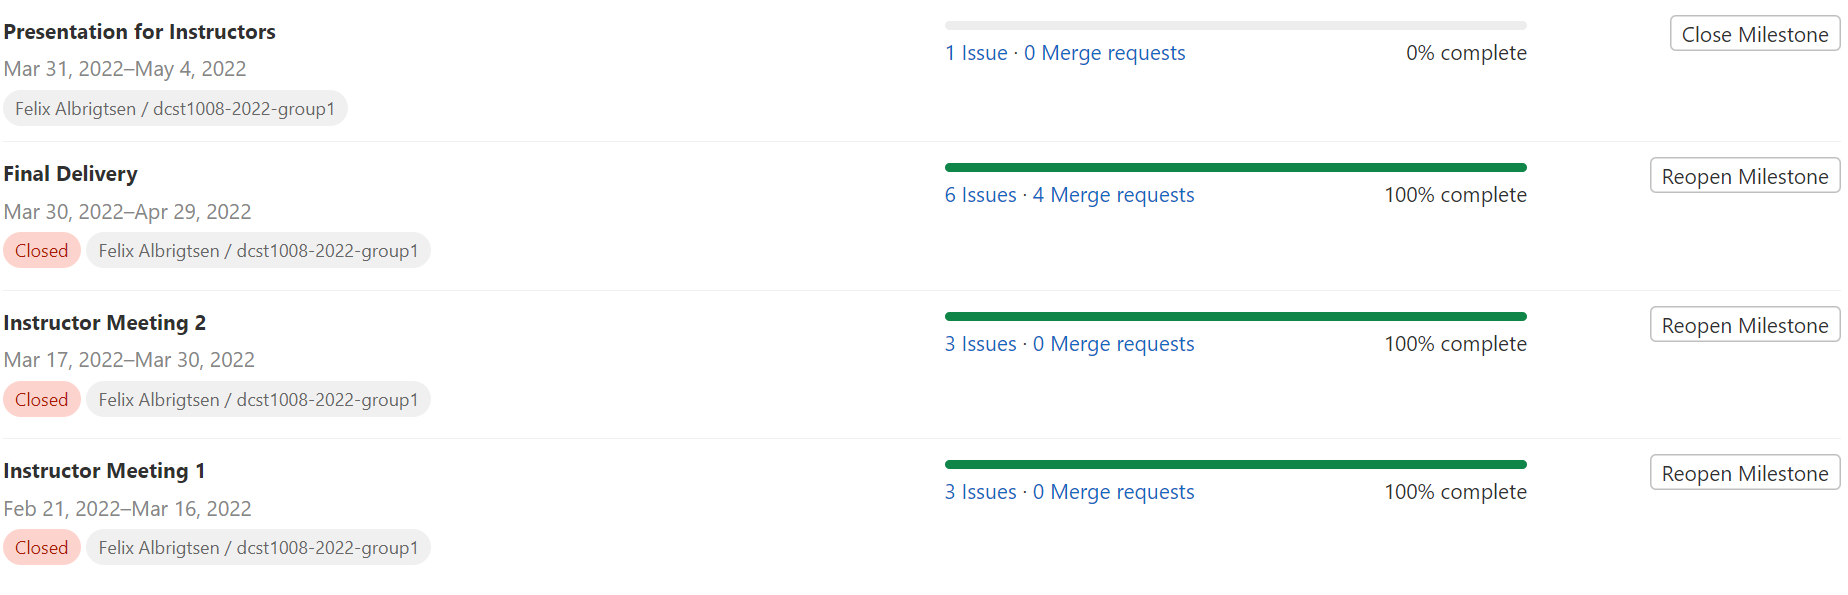 Presentation for Instructors
1 Issue · 0 Merge requests
0% complete
Close Milestone
Mar 31, 2022–May 4, 2022
Felix Albrigtsen / dcst1008-2022-group1
Final Delivery
6 Issues · 4 Merge requests
100% complete
Reopen Milestone
Mar 30, 2022–Apr 29, 2022
Closed
Felix Albrigtsen / dcst1008-2022-group1
Instructor Meeting 2
3 Issues · 0 Merge requests
100% complete
Reopen Milestone
Mar 17, 2022–Mar 30, 2022
Closed
Felix Albrigtsen / dcst1008-2022-group1
Instructor Meeting 1
3 Issues · 0 Merge requests
100% complete
Reopen Milestone
Feb 21, 2022–Mar 16, 2022
Closed
Felix Albrigtsen / dcst1008-2022-group1